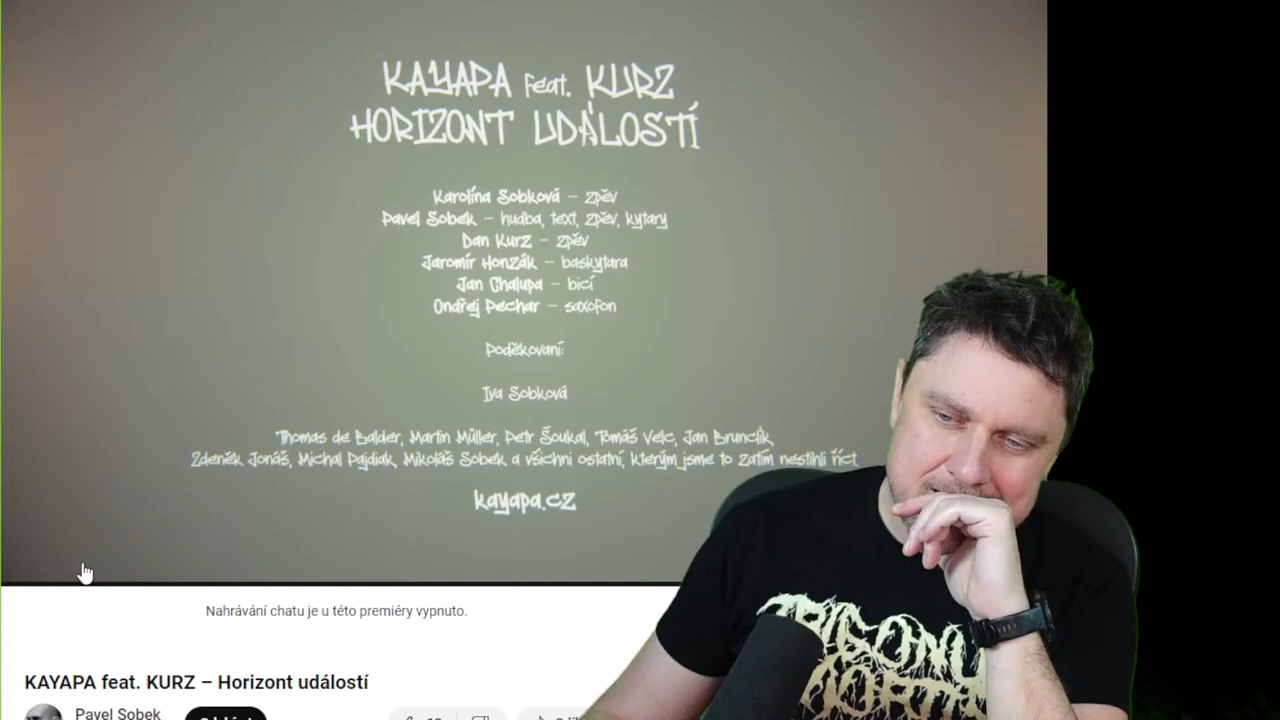 KAYAPA feat. KURZ
HORIZONT UDÁLOSTÍ
Karolína Sobková – zpěv
Pavel Sobek – hudba, text, zpěv, kytary
Dan Kurz – zpěv
Jaromír Honzák – baskytara
Jan Chalupa – bicí
Ondřej Pechar – saxofon
Poděkovaní:
Iva Sobková
Thomas de Balder, Martin Müller, Petr Šoukal, Tomáš Velc, Jan Brunclík,
Zdeněk Jonáš, Michal Pajdiak, Mikoláš Sobek a všichni ostatní, kterým jsme to zatím nestihli říct.
kayapa.cz
Nahrávání chatu je u této premiéry vypnuto.
KAYAPA feat. KURZ – Horizont událostí
Pavel Sobek